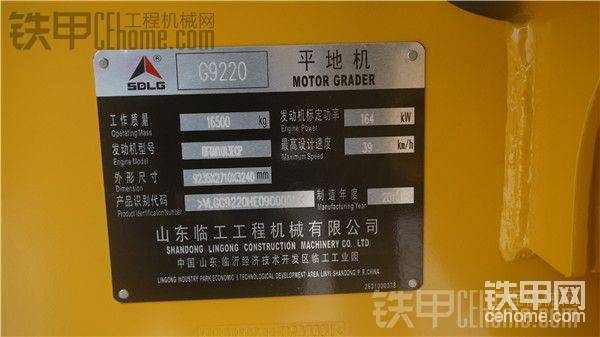 铁甲工程机械网
CEhome.com
G9220
平地机
SDLG
MOTOR GRADER
工作质量 16500 kg 发动机标定功率 164 kW
Operating Mass Engine Power
发动机型号 最高设计速度 39 km/h
Engine Model Maximum Speed
外形尺寸 9235X2710X3240 mm
Dimension
产品识别代码 制造年度
Product Identification Number Manufacturing Year
山东临工工程机械有限公司
SHANDONG LINGONG CONSTRUCTION MACHINERY CO. LTD.
中国·山东·临沂经济技术开发区临工工业园
LINGONG INDUSTRY PARK,ECONOMIC & TECHNOLOGICAL DEVELOPMENT AREA LINYI SHANDONG,P.R.CHINA
2931000378
铁甲网
cehome.com